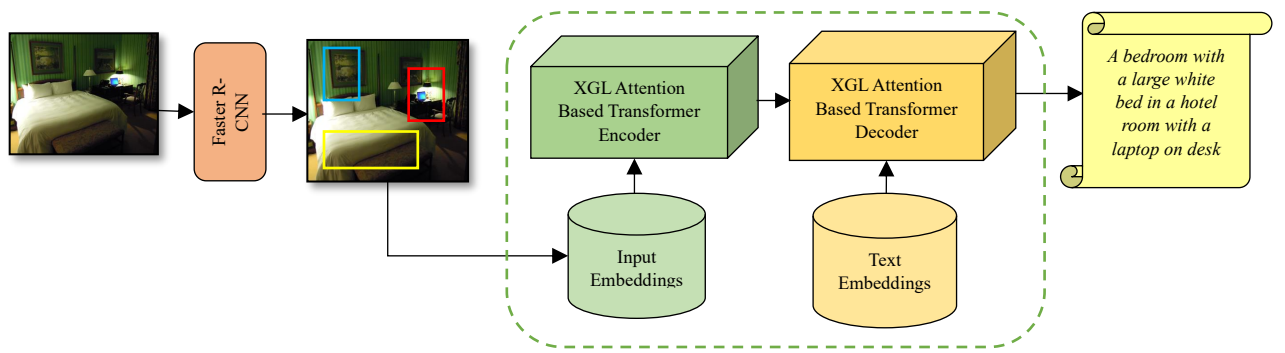 Faster R-
CNN
XGL Attention
Based Transformer
Encoder
XGL Attention
Based Transformer
Decoder
Input
Embeddings
Text
Embeddings
A bedroom with
a large white
bed in a hotel
room with a
laptop on desk